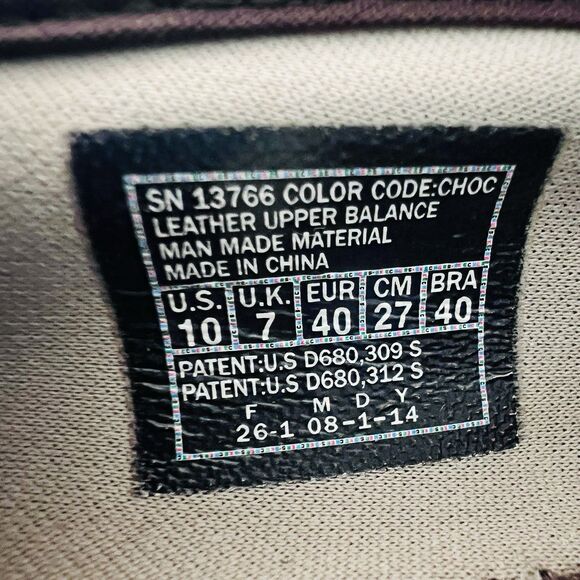 SN 13766 COLOR CODE:CHOC
LEATHER UPPER BALANCE
MAN MADE MATERIAL
MADE IN CHINA
U.S. U.K. EUR CM BRA
10 7 40 27 40
PATENT:U.S D680,309 S
PATENT:U.S D680,312 S
F M D Y
26-1 08-1-14